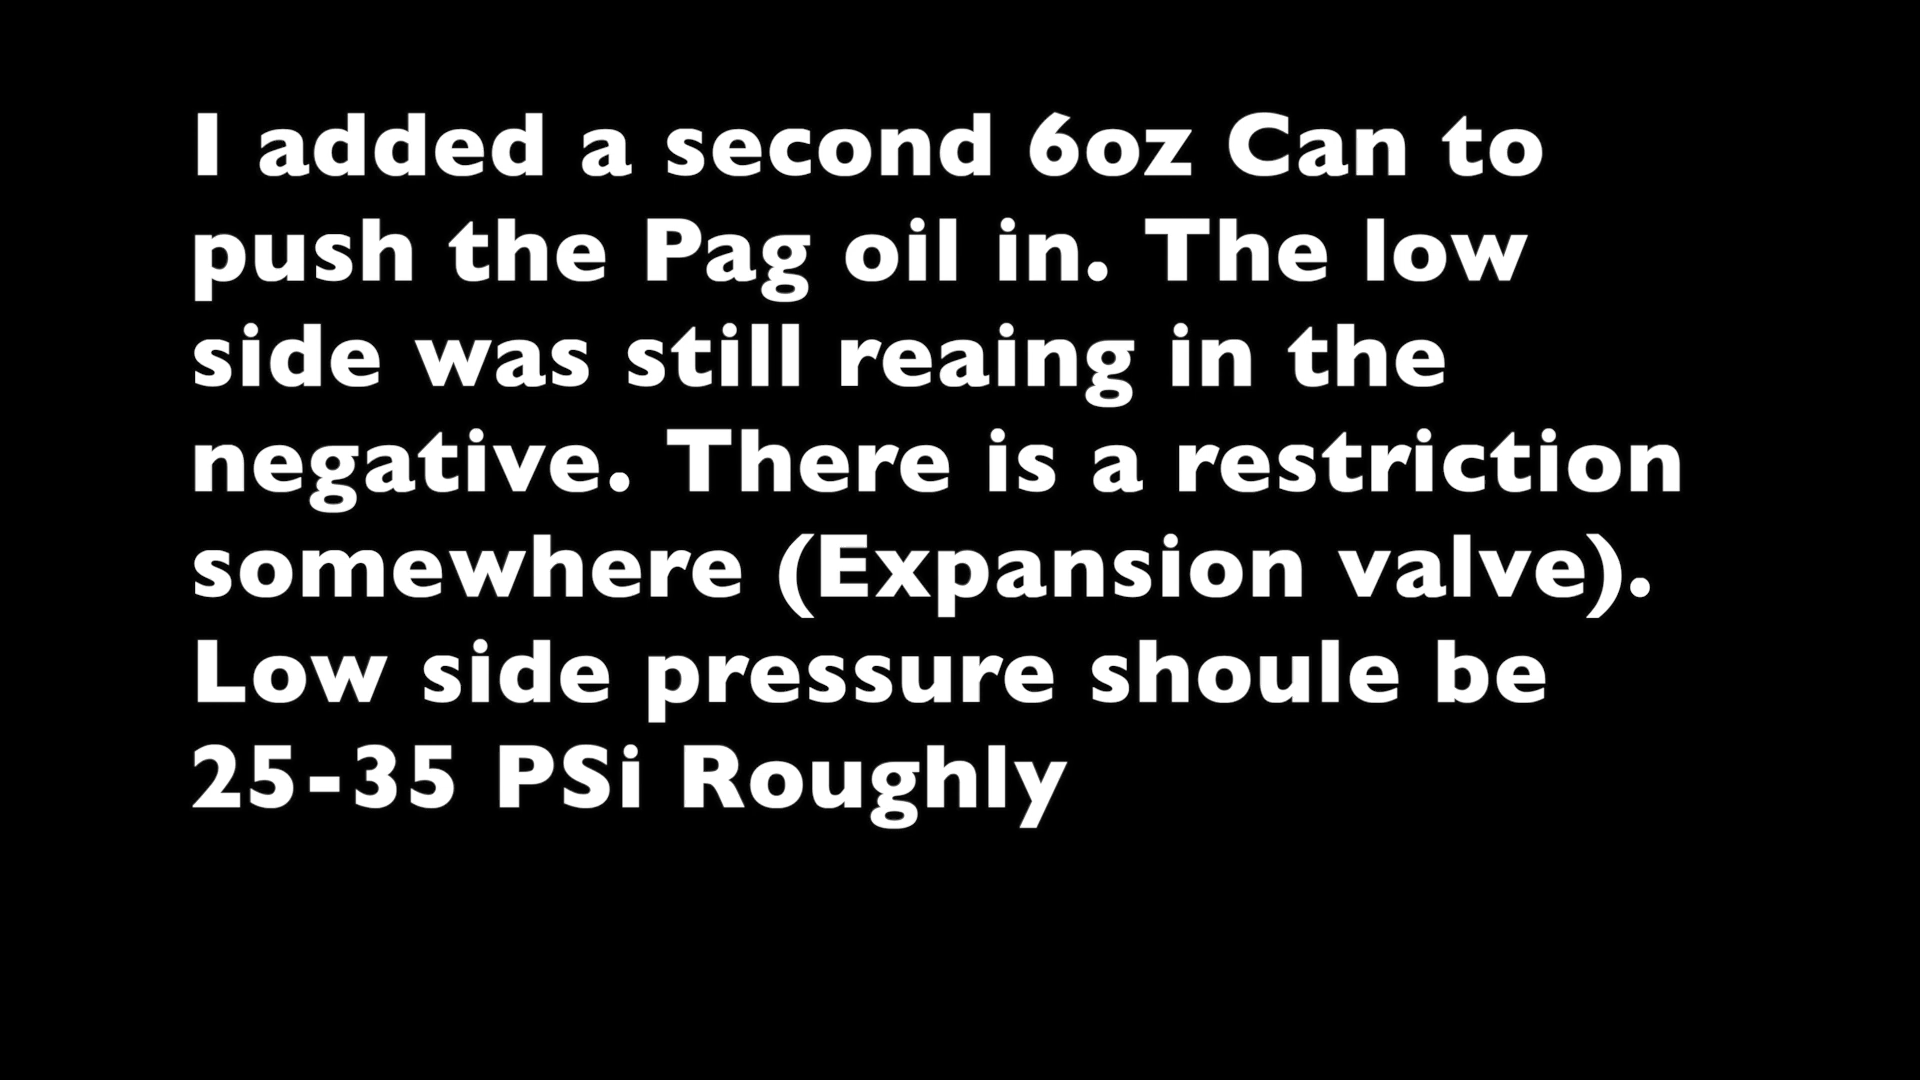 I added a second 6oz Can to
push the Pag oil in. The low
side was still reaing in the
negative. There is a restriction
somewhere (Expansion valve).
Low side pressure shoule be
25-35 PSi Roughly